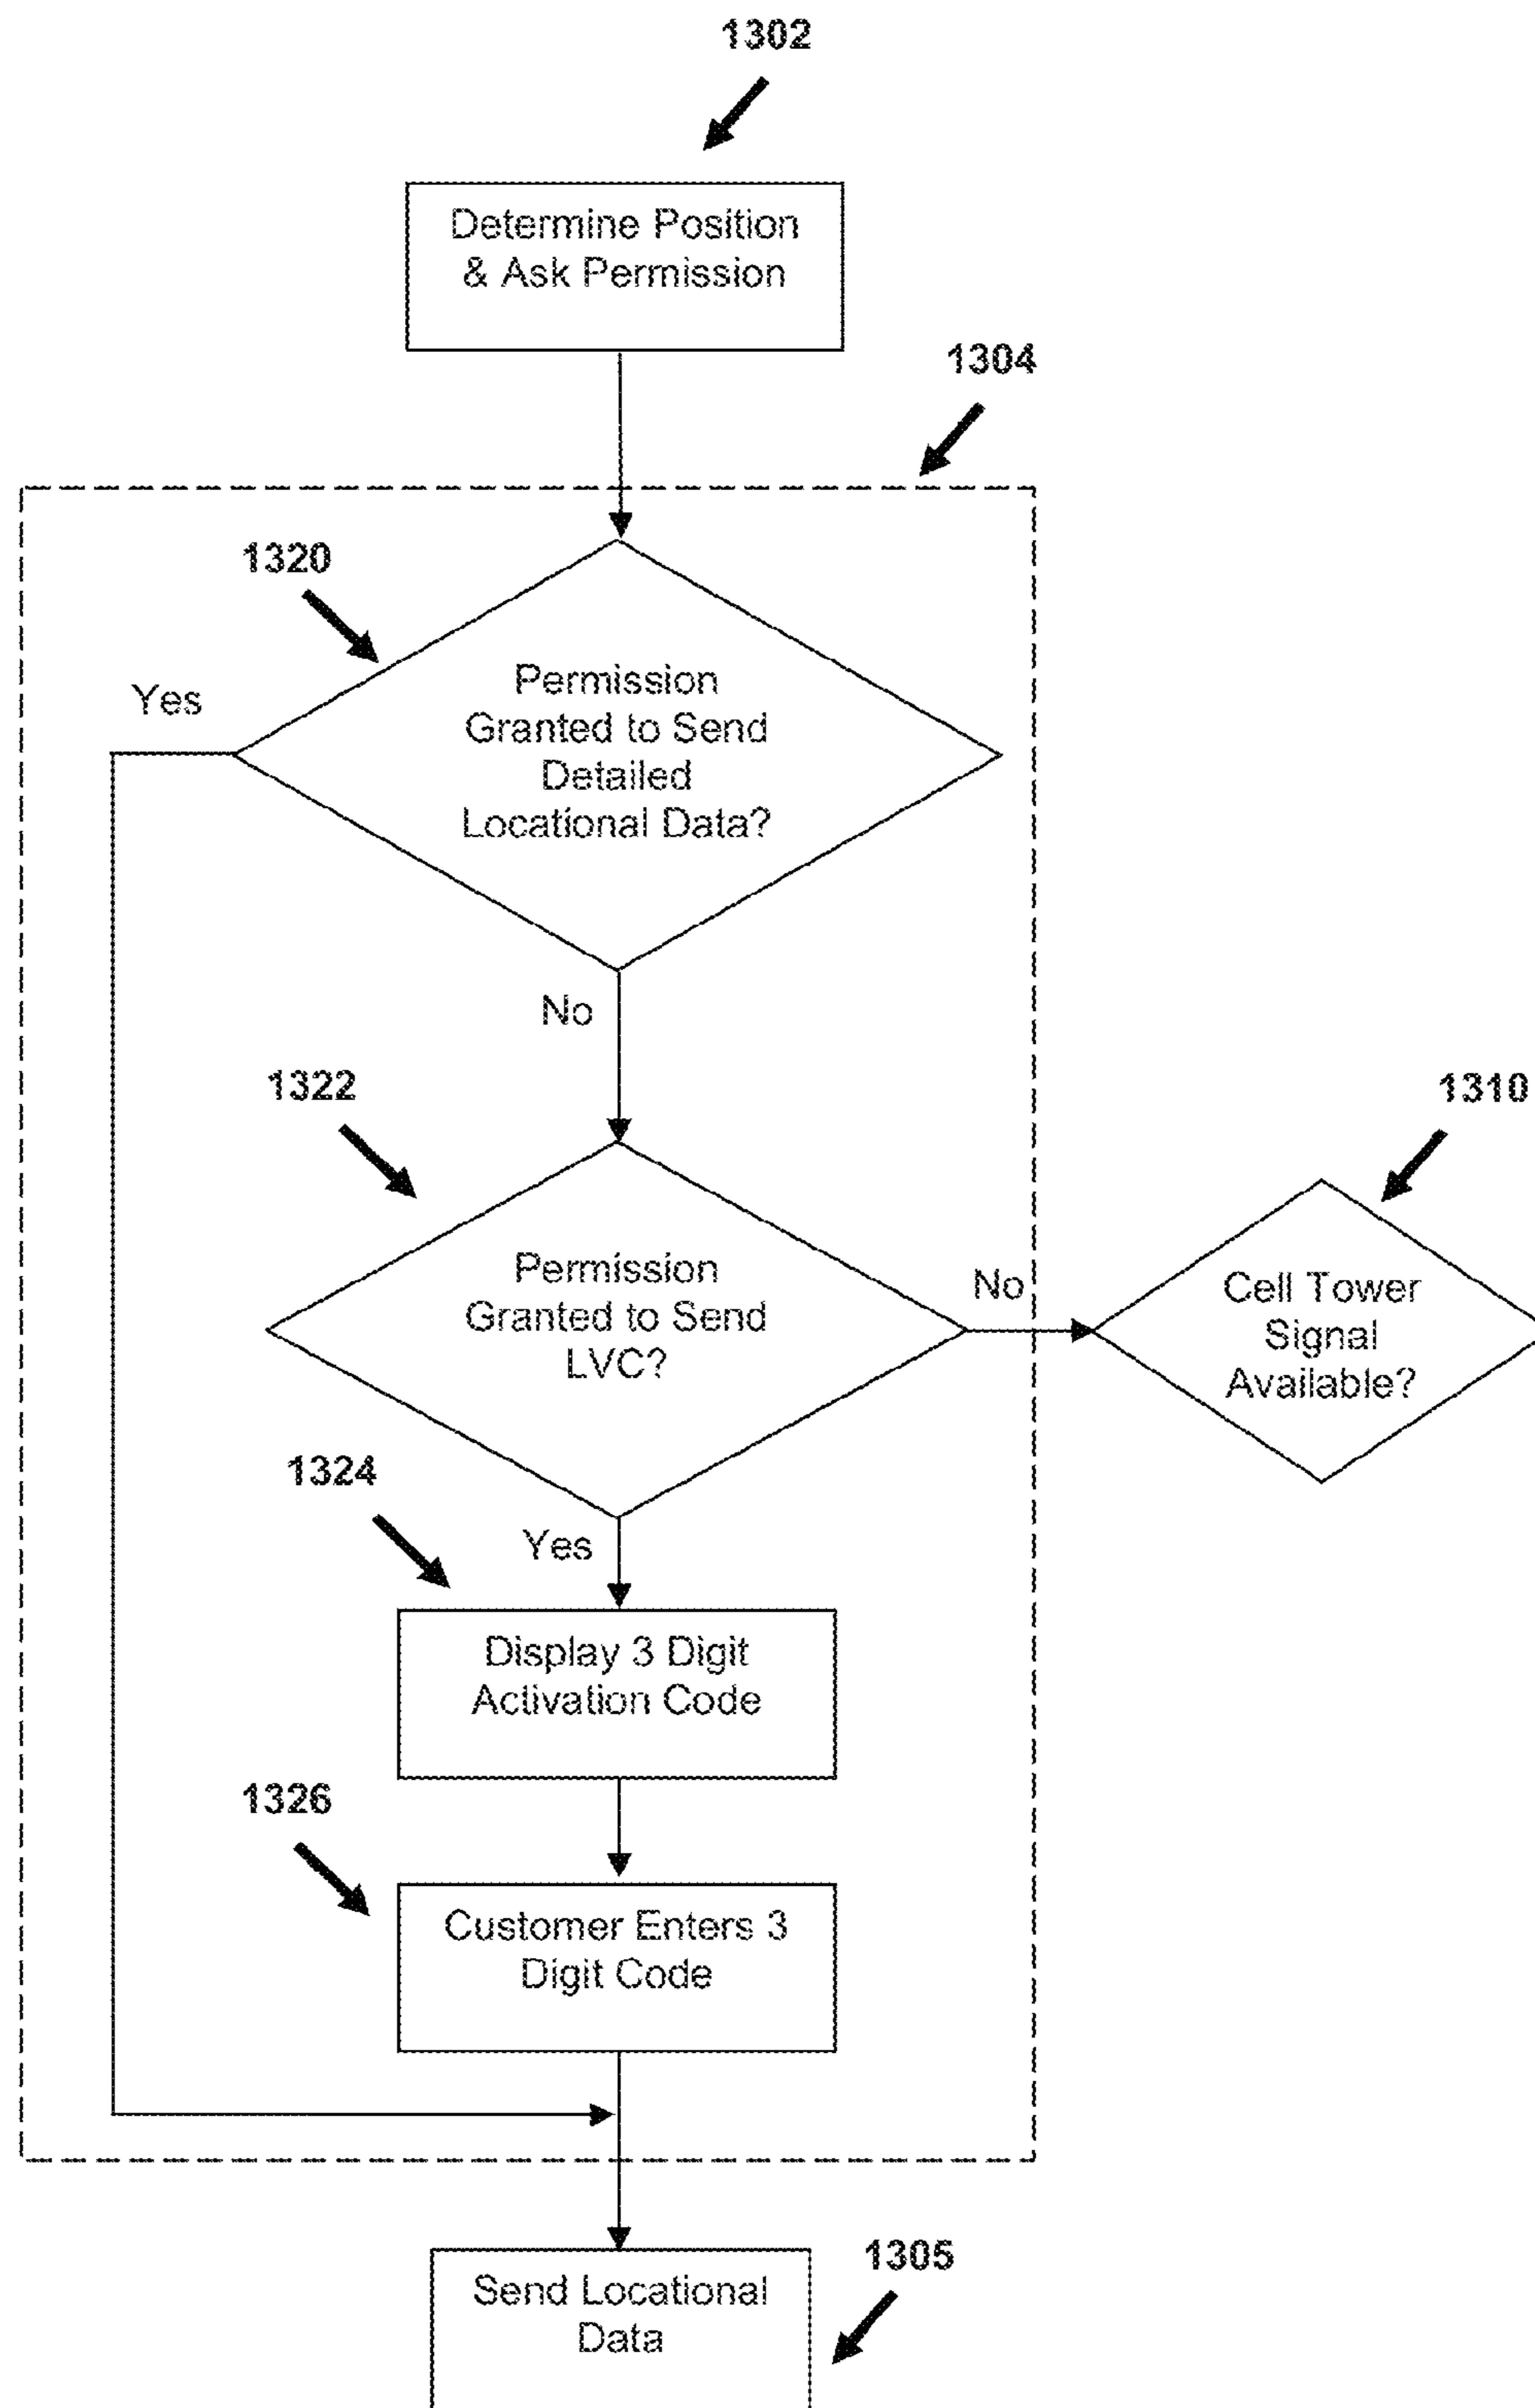 1302
Determine Position
& Ask Permission
1304
1320
Yes
Permission
Granted to Send
Detailed
Locational Data?
No
1322
1310
Permission
Granted to Send
LVC?
No
Cell Tower
Signal
Available?
1324
Yes
Display 3 Digit
Activation Code
1326
Customer Enters 3
Digit Code
1305
Send Locational
Data